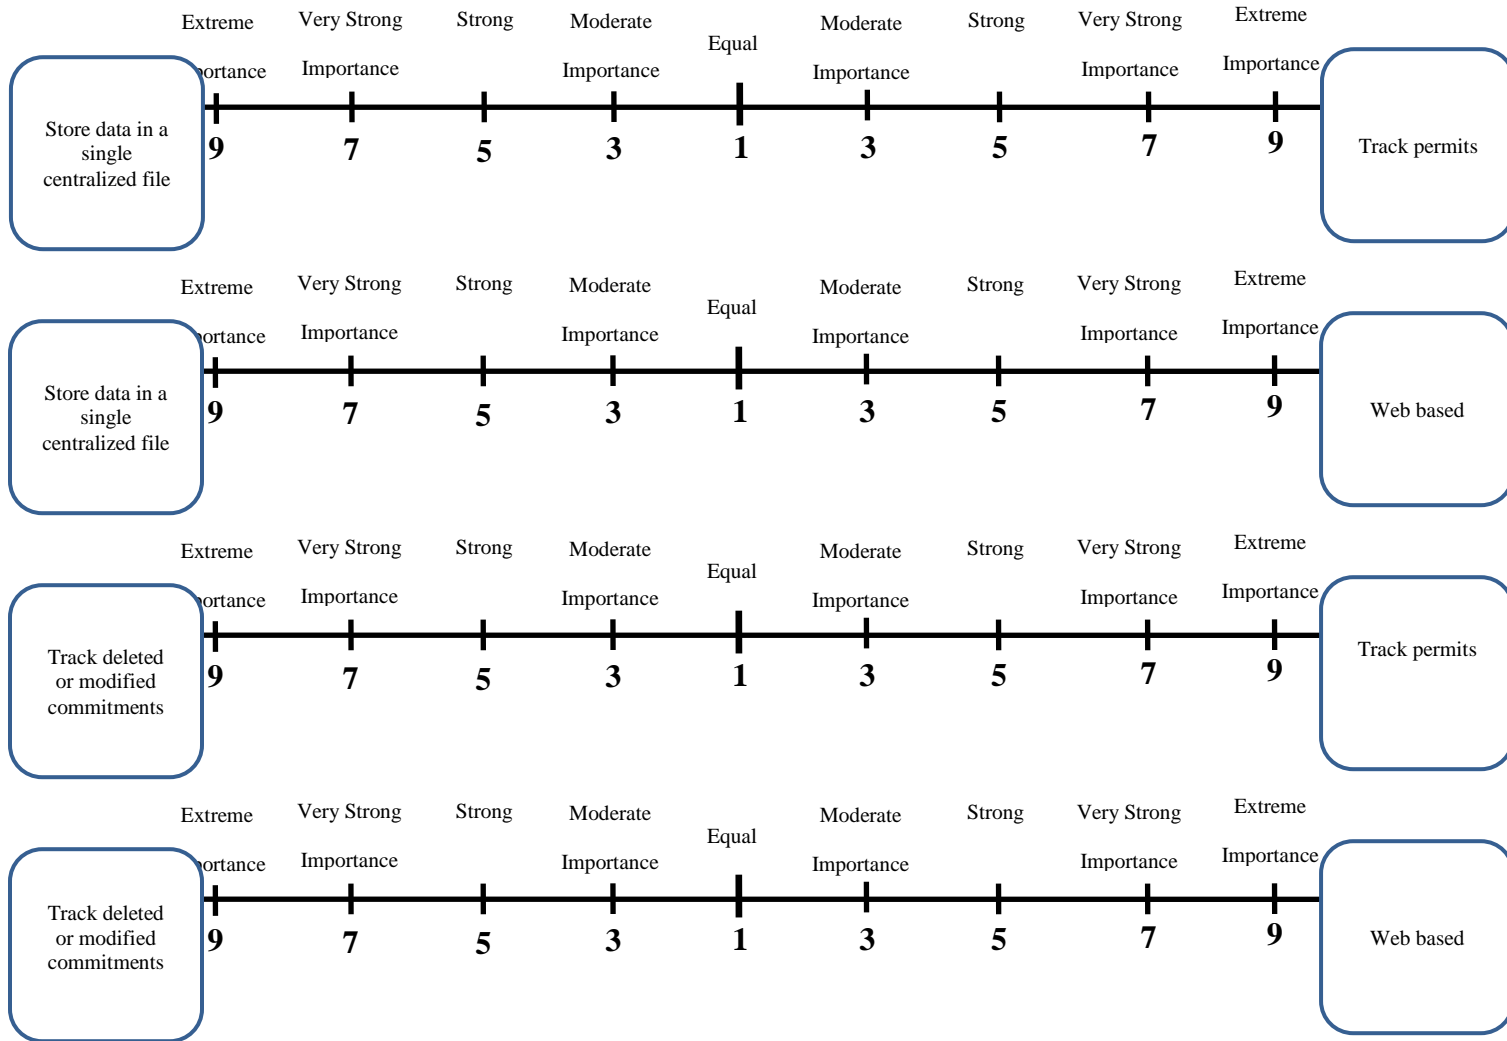 Extreme Very Strong Strong Moderate Equal Moderate Strong Very Strong Extreme
portance Importance Importance Importance Importance Importance
Store data in a
single
centralized file
9 7 5 3 1 3 5 7 9
Track permits
Extreme Very Strong Strong Moderate Equal Moderate Strong Very Strong Extreme
portance Importance Importance Importance Importance Importance
Store data in a
single
centralized file
9 7 5 3 1 3 5 7 9
Web based
Extreme Very Strong Strong Moderate Equal Moderate Strong Very Strong Extreme
portance Importance Importance Importance Importance Importance
Track deleted
or modified
commitments
9 7 5 3 1 3 5 7 9
Track permits
Extreme Very Strong Strong Moderate Equal Moderate Strong Very Strong Extreme
portance Importance Importance Importance Importance Importance
Track deleted
or modified
commitments
9 7 5 3 1 3 5 7 9
Web based